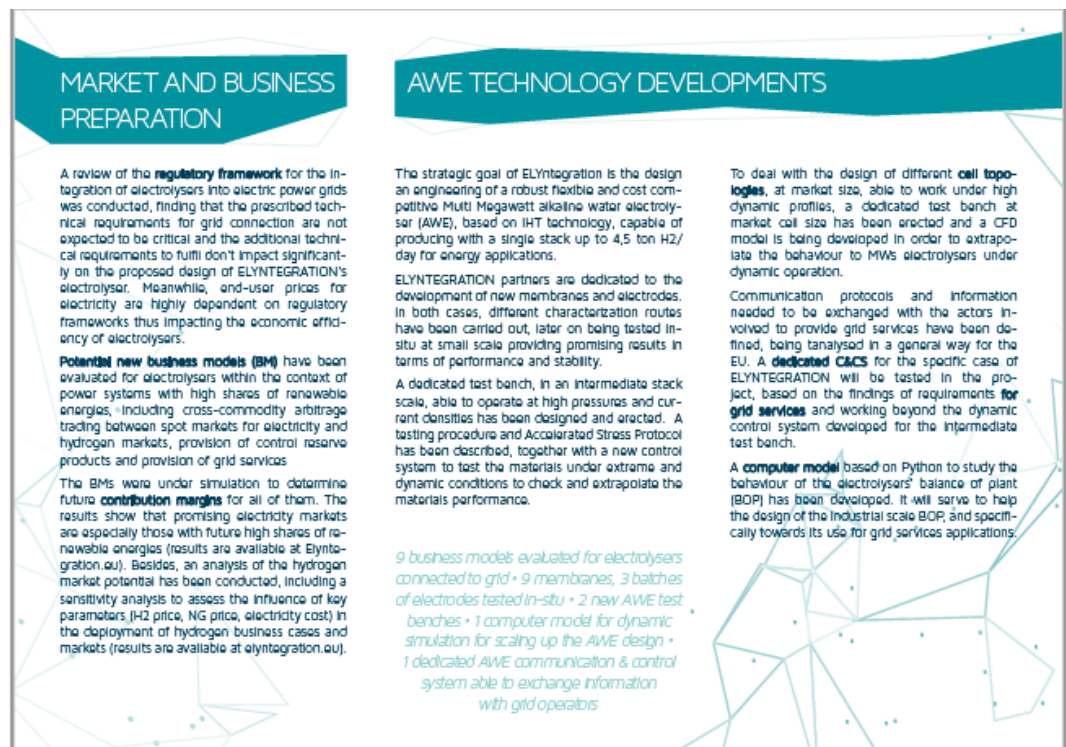 MARKET AND BUSINESS
PREPARATION
A review of the regulatory framework for the in-
tegration of electrolysers into electric power grids
was conducted, finding that the prescribed tech-
nical requirements for grid connection are not
expected to be critical and the additional techni-
cal requirements to fulfil don't impact significant-
ly on the proposed design of ELYNTEGRATION's
electrolyser. Meanwhile, end-user prices for
electricity are highly dependent on regulatory
frameworks thus impacting the economic effici-
ency of electrolysers.
Potential new business models (BM) have been
evaluated for electrolysers within the context of
power systems with high shares of renewable
energies, including cross-commodity arbitrage
trading between spot markets for electricity and
hydrogen markets, provision of control reserve
products and provision of grid services
The BMs were under simulation to determine
future contribution margins for all of them. The
results show that promising electricity markets
are especially those with future high shares of re-
newable energies (results are available at Elynte-
gration.eu). Besides, an analysis of the hydrogen
market potential has been conducted, including a
sensitivity analysis to assess the influence of key
parameters (H2 price, NG price, electricity cost) in
the deployment of hydrogen business cases and
markets (results are available at elyntegration.eu).
AWE TECHNOLOGY DEVELOPMENTS
The strategic goal of ELYntegration is the design
an engineering of a robust flexible and cost com-
petitive Multi Megawatt alkaline water electroly-
ser (AWE), based on IHT technology, capable of
producing with a single stack up to 4,5 ton H2/
day for energy applications.
ELYNTEGRATION partners are dedicated to the
development of new membranes and electrodes.
In both cases, different characterization routes
have been carried out, later on being tested in-
situ at small scale providing promising results in
terms of performance and stability.
A dedicated test bench, in an intermediate stack
scale, able to operate at high pressures and cur-
rent densities has been designed and erected. A
testing procedure and Accelerated Stress Protocol
has been described, together with a new control
system to test the materials under extreme and
dynamic conditions to check and extrapolate the
materials performance.
9 business models evaluated for electrolysers
connected to grid • 9 membranes, 3 batches
of electrodes tested in-situ • 2 new AWE test
benches • 1 computer model for dynamic
simulation for scaling up the AWE design •
1 dedicated AWE communication & control
system able to exchange information
with grid operators
To deal with the design of different cell topo-
logies, at market size, able to work under high
dynamic profiles, a dedicated test bench at
market cell size has been erected and a CFD
model is being developed in order to extrapo-
late the behaviour to MWs electrolysers under
dynamic operation.
Communication protocols and information
needed to be exchanged with the actors in-
volved to provide grid services have been de-
fined, being tanalysed in a general way for the
EU. A dedicated C&CS for the specific case of
ELYNTEGRATION will be tested in the pro-
ject, based on the findings of requirements for
grid services and working beyond the dynamic
control system developed for the intermediate
test bench.
A computer model based on Python to study the
behaviour of the electrolysers' balance of plant
(BOP) has been developed. It will serve to help
the design of the industrial scale BOP, and specifi-
cally towards its use for grid services applications.